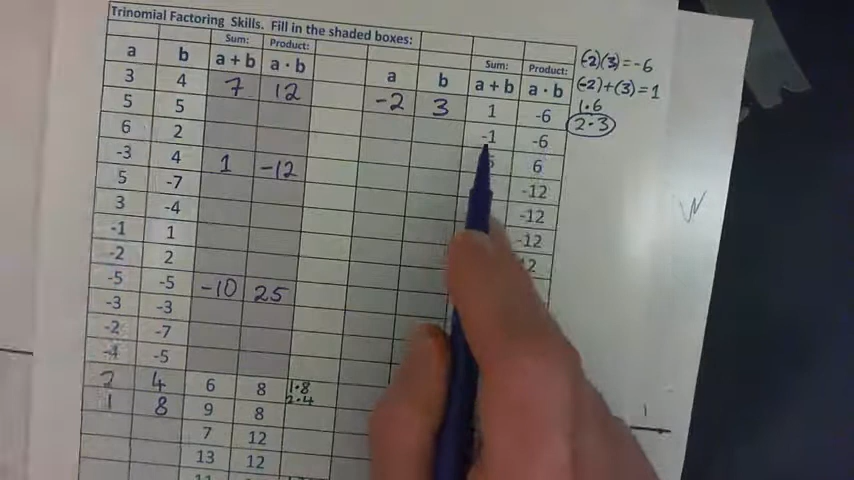 Trinomial Factoring Skills. Fill in the shaded boxes:
Sum: Product:
a b a + b a · b
3 4 7 12
5 5
6 2
-3 4 1 -12
5 -7
3 -4
-1 1
-2 2
-5 -5 -10 25
-3 -3
-2 -7
-4 -5
2 4 6 8 1·8
2·4
1 8 9 8
7 12
13 12
Sum: Product:
a b a + b a · b
-2 3 1 -6
-1 -6
6
-12
-12
-12
(-2)(3) = -6
(-2)+(3) = 1
1·6
2·3